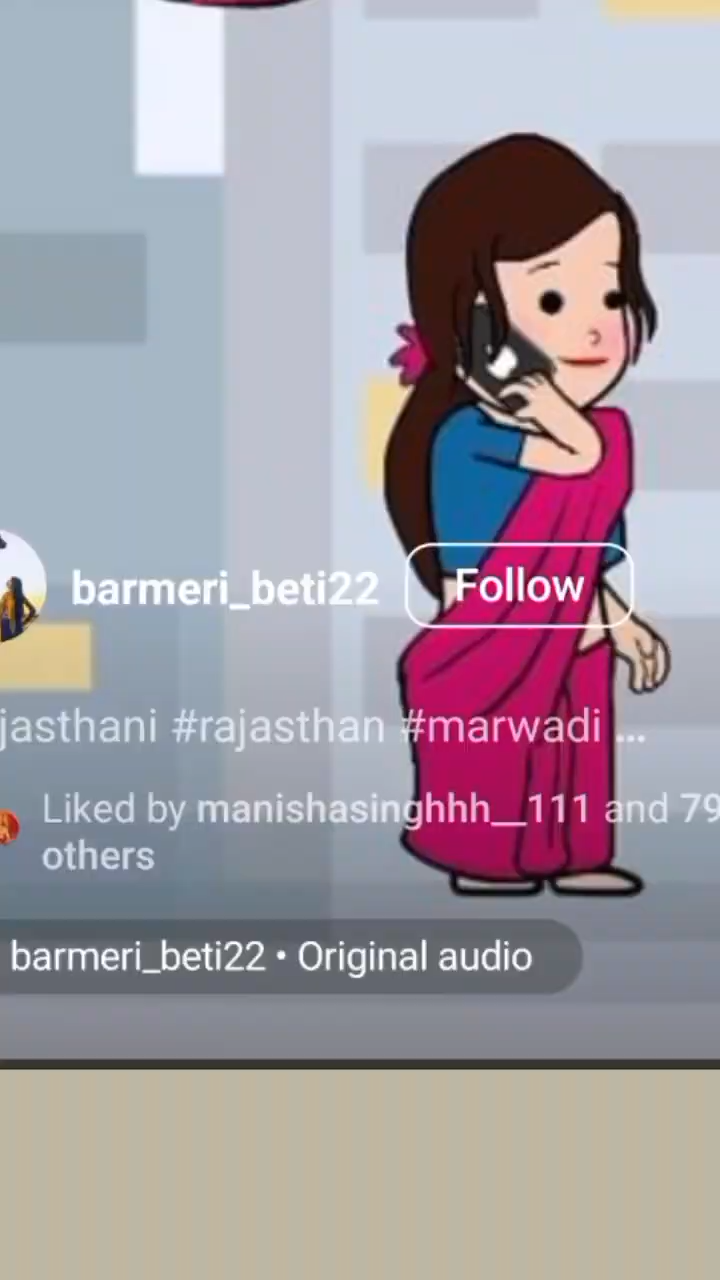 barmeri_beti22 Follow
jasthani #rajasthan #marwadi ...
Liked by manishasinghhh__111 and 79
others
barmeri_beti22 • Original audio